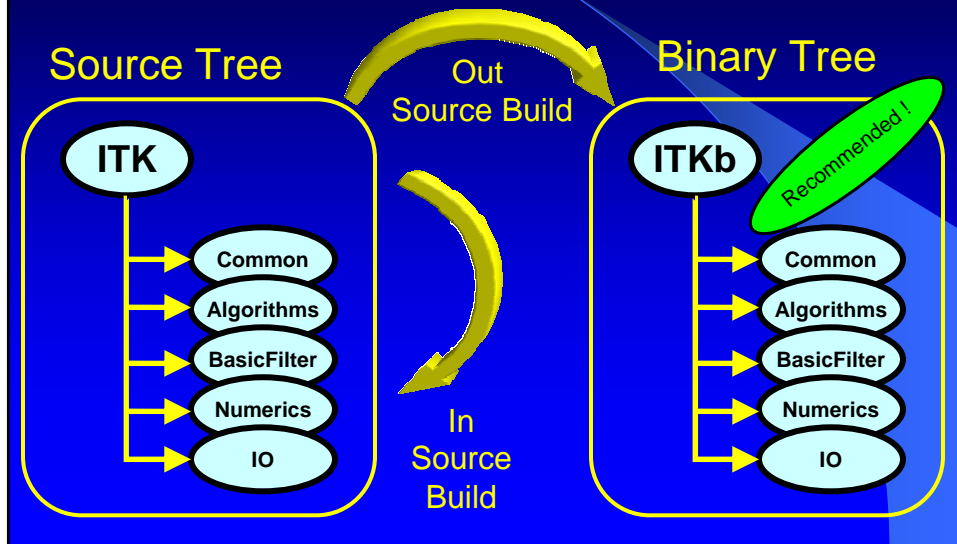 Source Tree
Out
Source Build
Binary Tree
ITK
Common
Algorithms
BasicFilter
Numerics
IO
In
Source
Build
ITKb
Recommended !
Common
Algorithms
BasicFilter
Numerics
IO